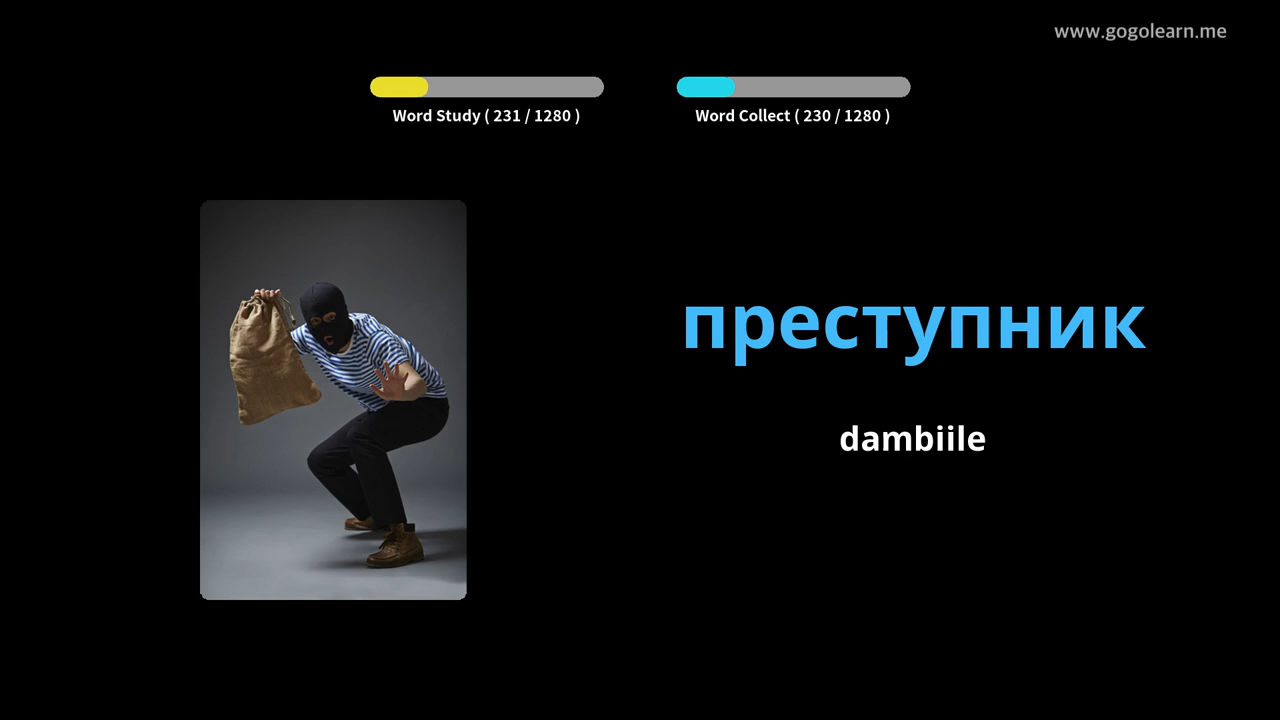 www.gogolearn.me
Word Study ( 231 / 1280 )
Word Collect ( 230 / 1280 )
преступник
dambiile